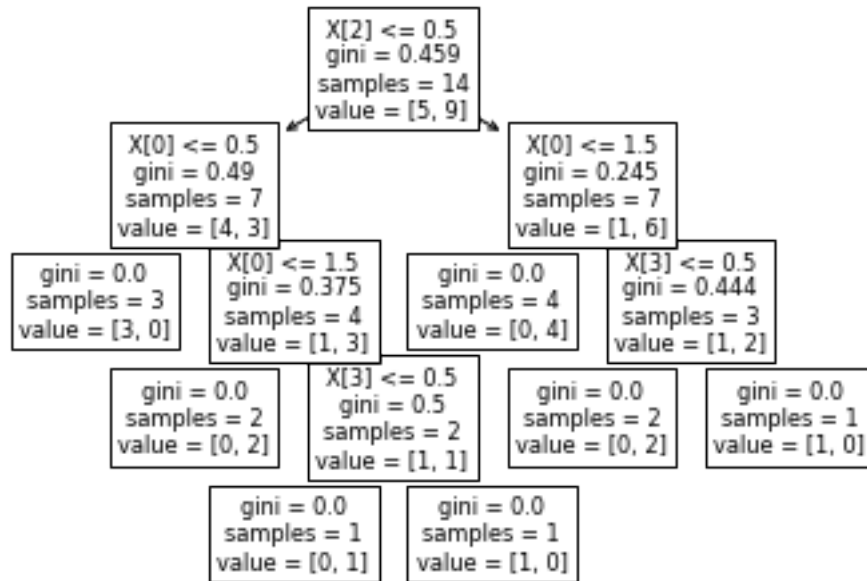 X[2] <= 0.5
gini = 0.459
samples = 14
value = [5, 9]
X[0] <= 0.5
gini = 0.49
samples = 7
value = [4, 3]
X[0] <= 1.5
gini = 0.245
samples = 7
value = [1, 6]
gini = 0.0
samples = 3
value = [3, 0]
X[0] <= 1.5
gini = 0.375
samples = 4
value = [1, 3]
gini = 0.0
samples = 4
value = [0, 4]
X[3] <= 0.5
gini = 0.444
samples = 3
value = [1, 2]
gini = 0.0
samples = 2
value = [0, 2]
X[3] <= 0.5
gini = 0.5
samples = 2
value = [1, 1]
gini = 0.0
samples = 2
value = [0, 2]
gini = 0.0
samples = 1
value = [1, 0]
gini = 0.0
samples = 1
value = [0, 1]
gini = 0.0
samples = 1
value = [1, 0]